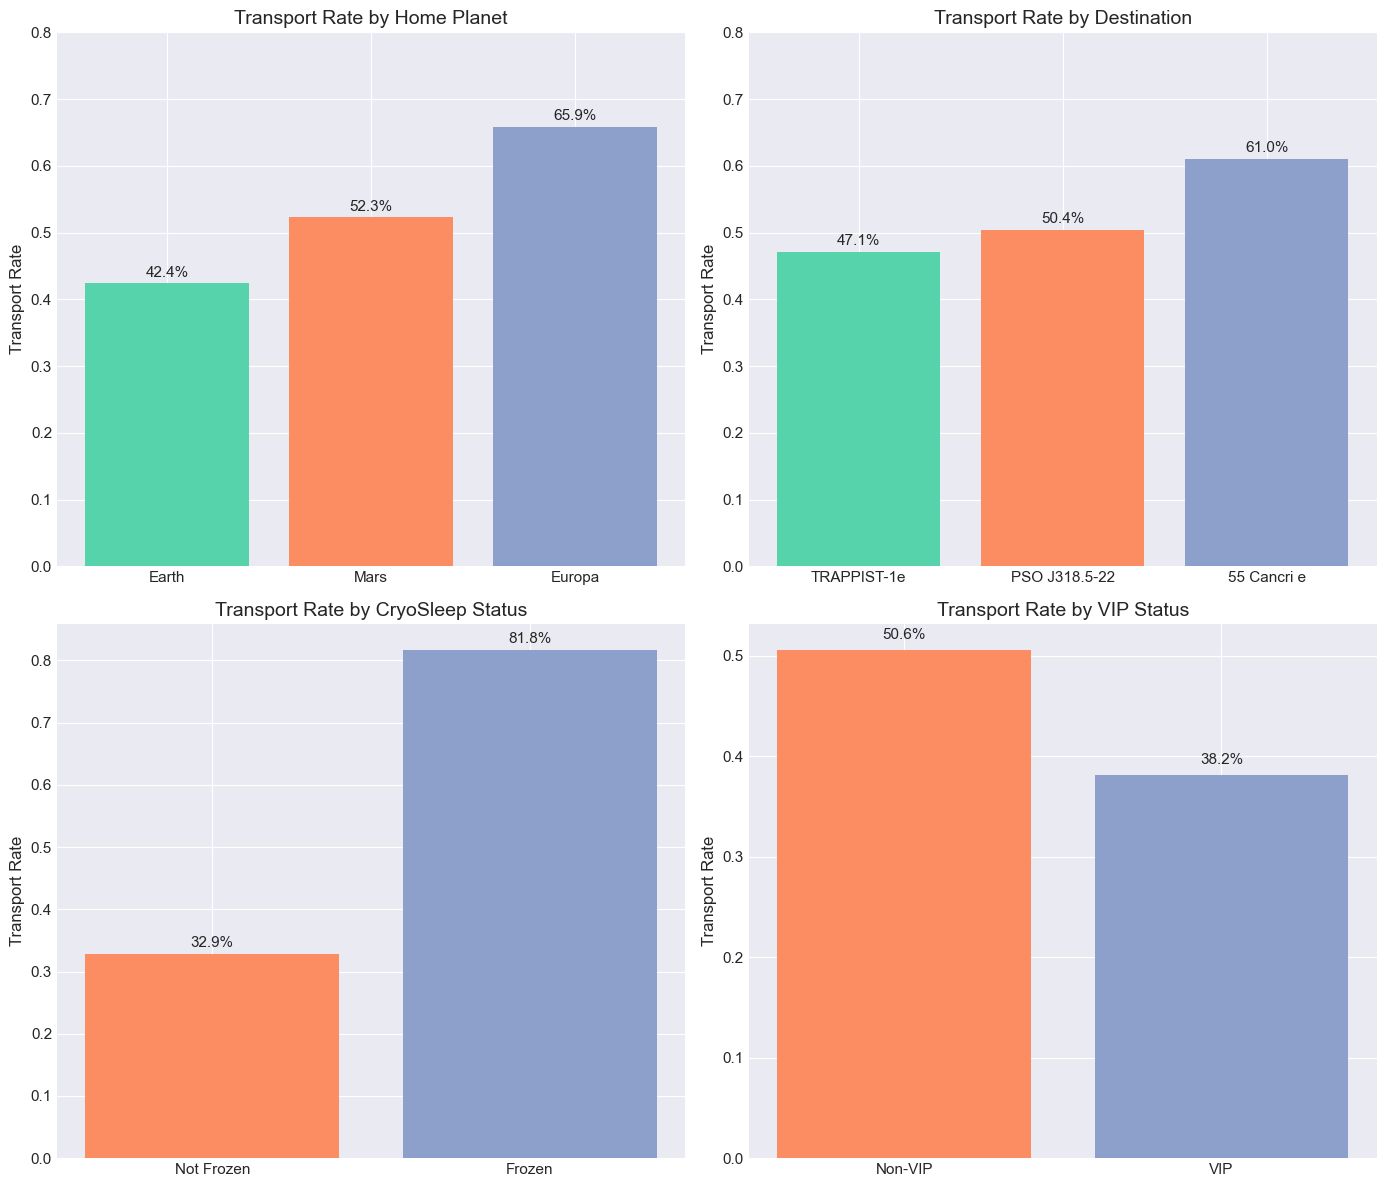 Transport Rate by Home Planet
Transport Rate
0.8
0.7
0.6
0.5
0.4
0.3
0.2
0.1
0.0
42.4%
52.3%
65.9%
Earth
Mars
Europa
Transport Rate by Destination
Transport Rate
0.8
0.7
0.6
0.5
0.4
0.3
0.2
0.1
0.0
47.1%
50.4%
61.0%
TRAPPIST-1e
PSO J318.5-22
55 Cancri e
Transport Rate by CryoSleep Status
Transport Rate
0.8
0.7
0.6
0.5
0.4
0.3
0.2
0.1
0.0
32.9%
81.8%
Not Frozen
Frozen
Transport Rate by VIP Status
Transport Rate
0.5
0.4
0.3
0.2
0.1
0.0
50.6%
38.2%
Non-VIP
VIP